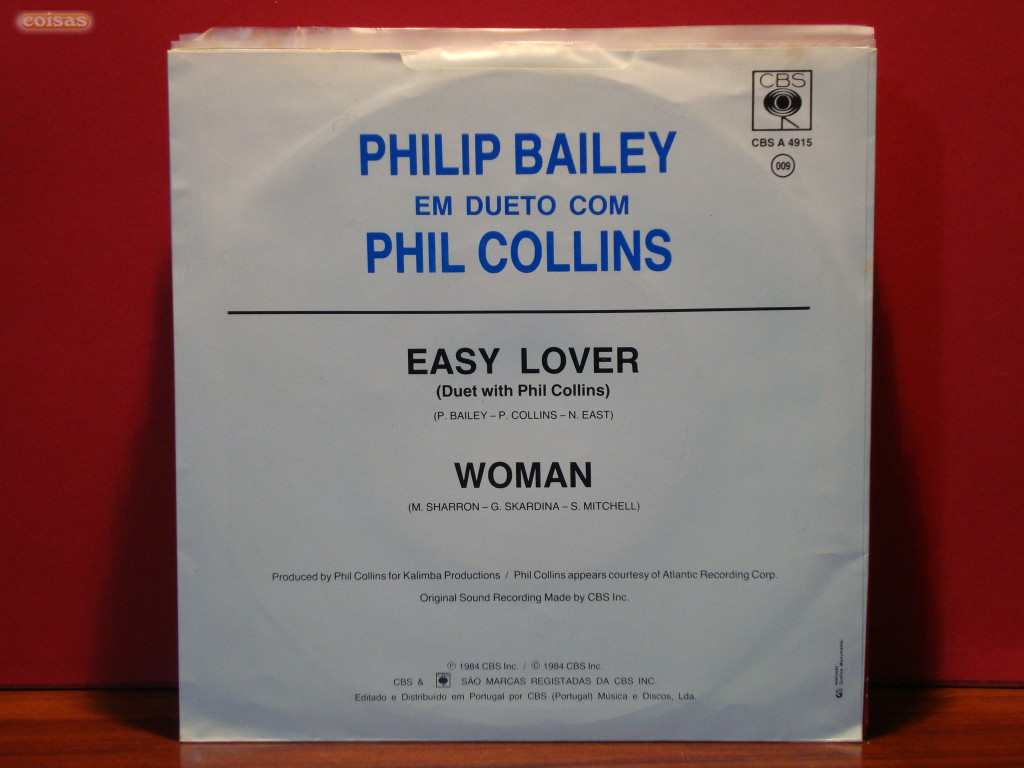 coisas
CBS
CBS A 4915
009
PHILIP BAILEY
EM DUETO COM
PHIL COLLINS
EASY LOVER
(Duet with Phil Collins)
(P. BAILEY – P. COLLINS – N. EAST)
WOMAN
(M. SHARRON – G. SKARDINA – S. MITCHELL)
Produced by Phil Collins for Kalimba Productions / Phil Collins appears courtesy of Atlantic Recording Corp.
Original Sound Recording Made by CBS Inc.
℗ 1984 CBS Inc. / © 1984 CBS Inc.
CBS & SÃO MARCAS REGISTADAS DA CBS INC.
Editado e Distribuído em Portugal por CBS (Portugal) Música e Discos, Lda.